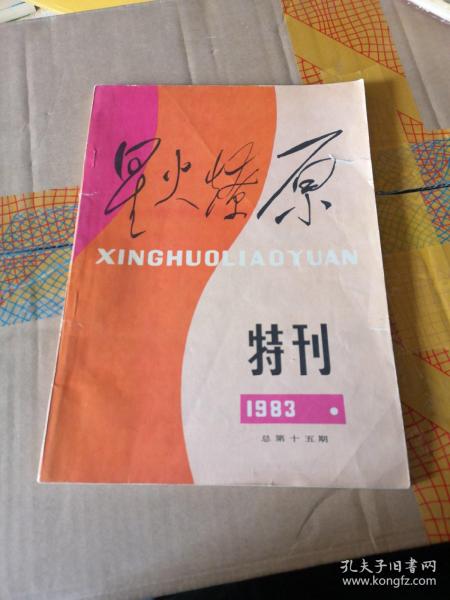 星火燎原
XINGHUOLIAOYUAN
特刊
1983
总第十五期
孔夫子旧书网
www.kongfz.com